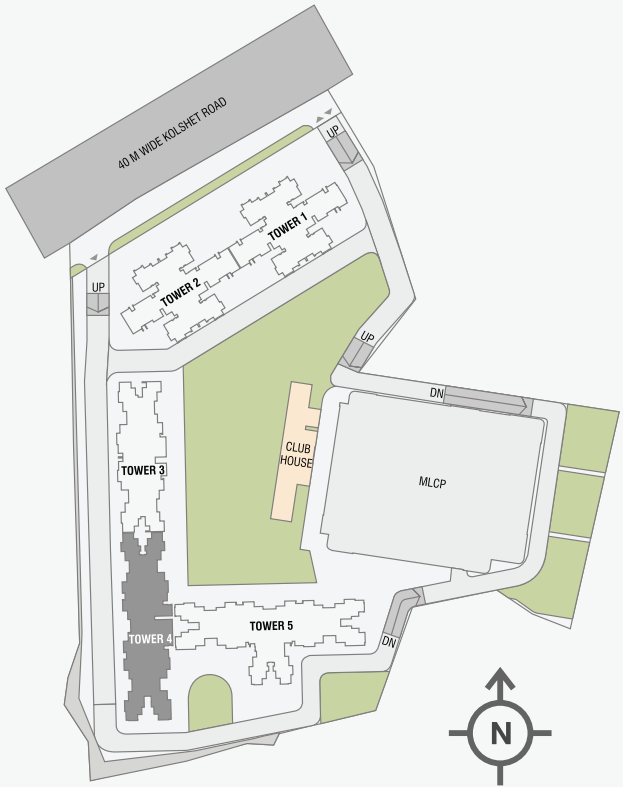 40 M WIDE KOLSHET ROAD
UP
TOWER 1
TOWER 2
UP
UP
DN
CLUB
HOUSE
TOWER 3
MLCP
TOWER 4
TOWER 5
DN
N